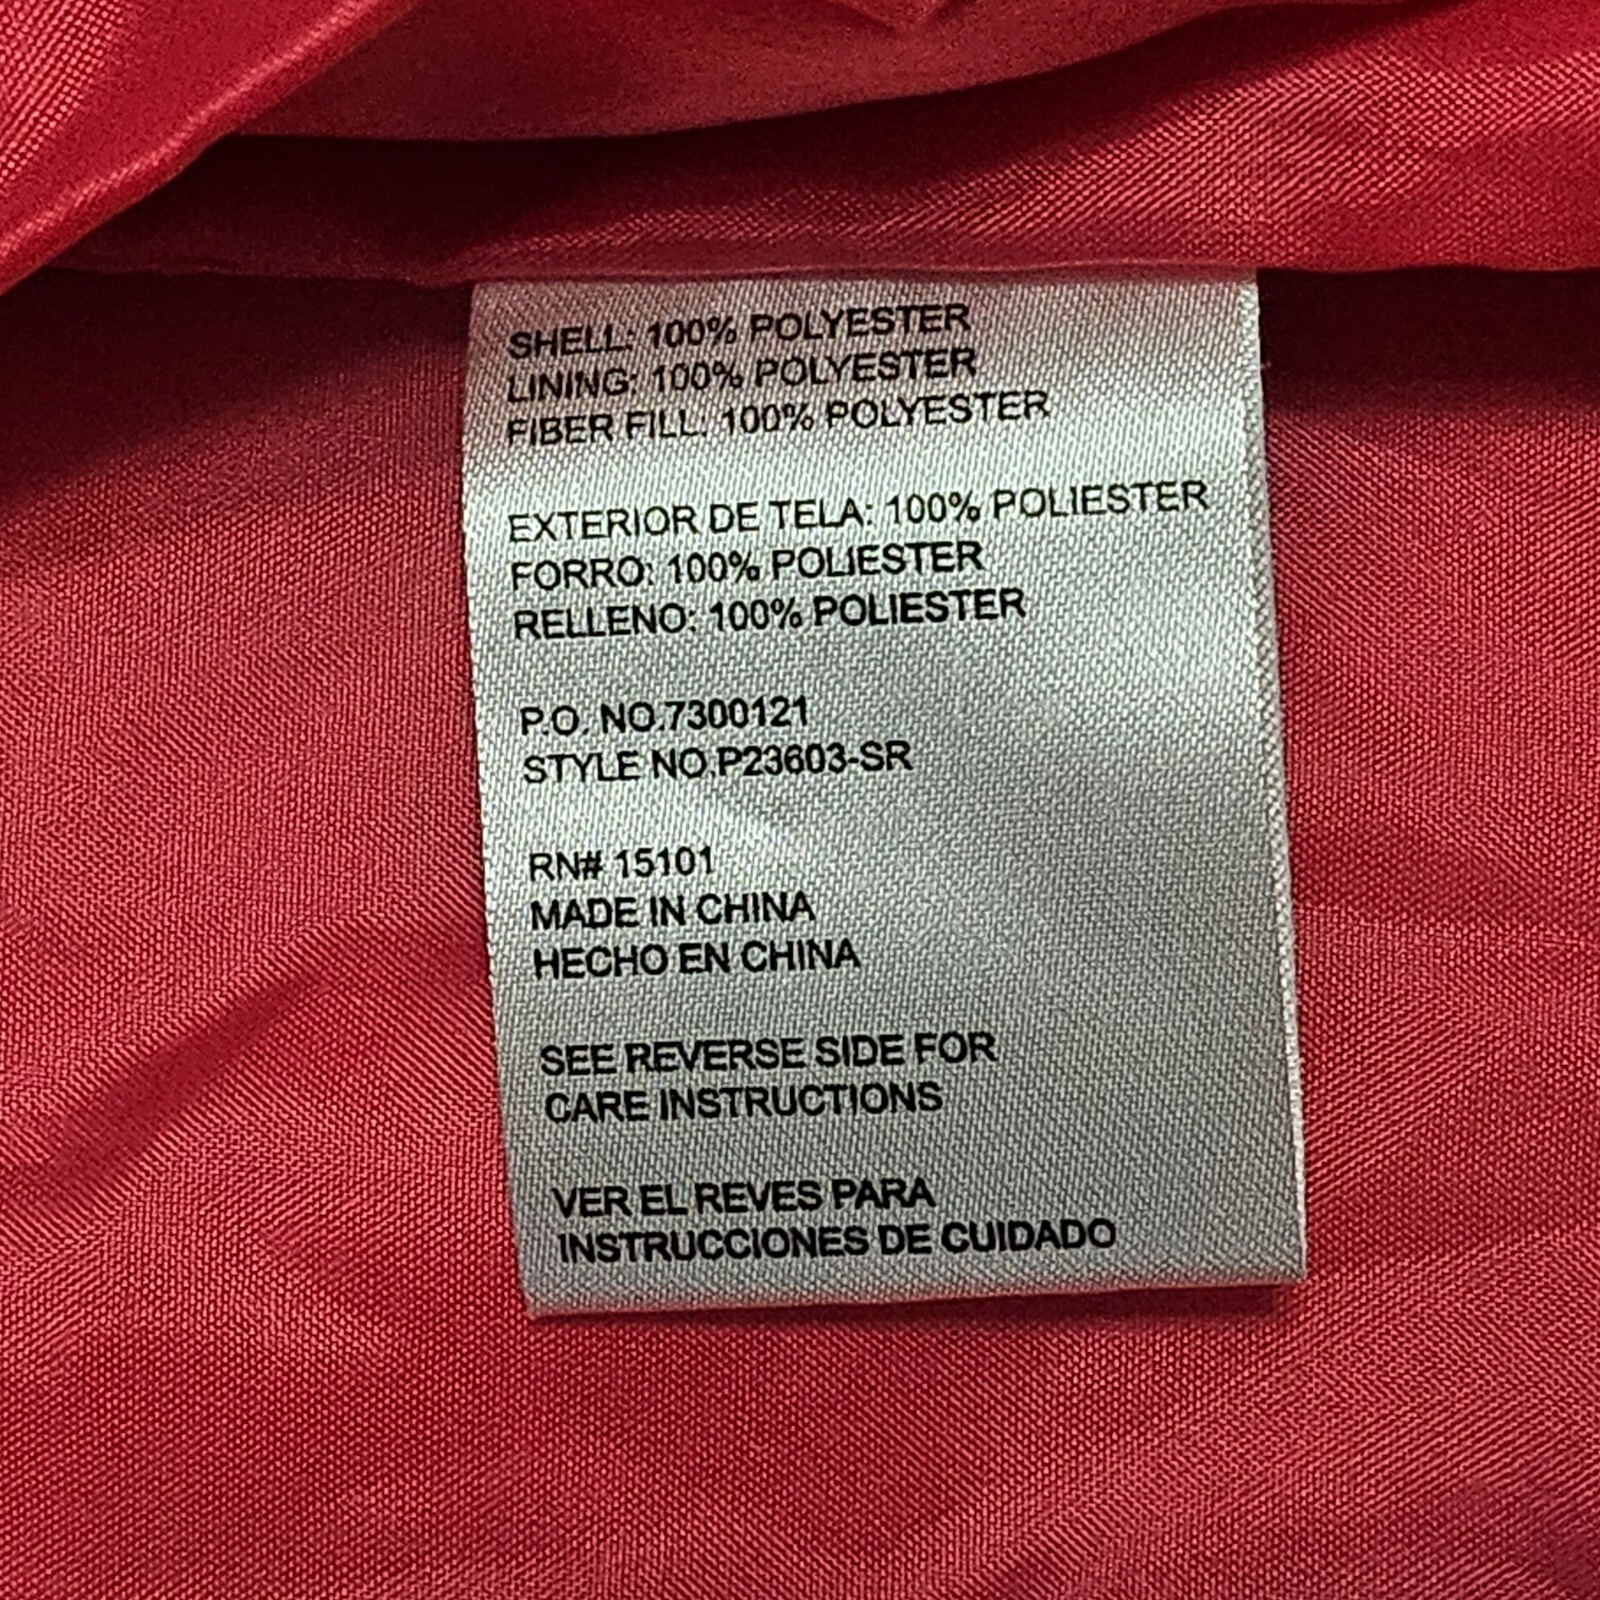 SHELL: 100% POLYESTER
LINING: 100% POLYESTER
FIBER FILL: 100% POLYESTER
EXTERIOR DE TELA: 100% POLIESTER
FORRO: 100% POLIESTER
RELLENO: 100% POLIESTER
P.O. NO.7300121
STYLE NO.P23603-SR
RN# 15101
MADE IN CHINA
HECHO EN CHINA
SEE REVERSE SIDE FOR
CARE INSTRUCTIONS
VER EL REVES PARA
INSTRUCCIONES DE CUIDADO